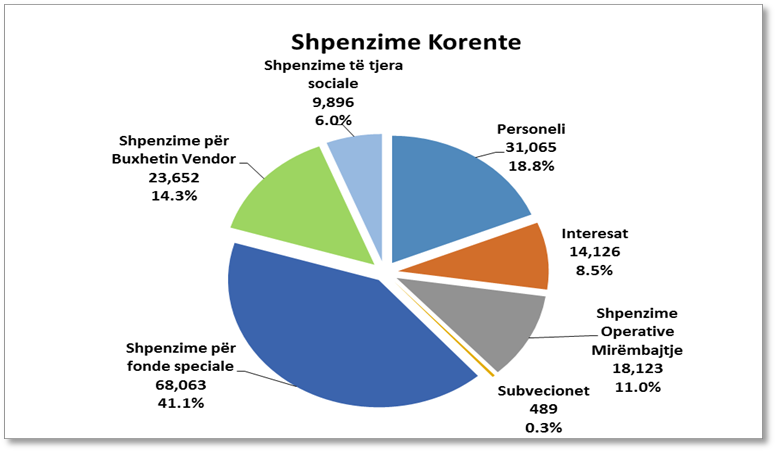 Shpenzime Korente
Shpenzime të tjera
sociale
9,896
6.0%
Personeli
31,065
18.8%
Interesat
14,126
8.5%
Shpenzime
Operative
Mirëmbajtje
18,123
11.0%
Subvecionet
489
0.3%
Shpenzime për
fonde speciale
68,063
41.1%
Shpenzime për
Buxhetin Vendor
23,652
14.3%